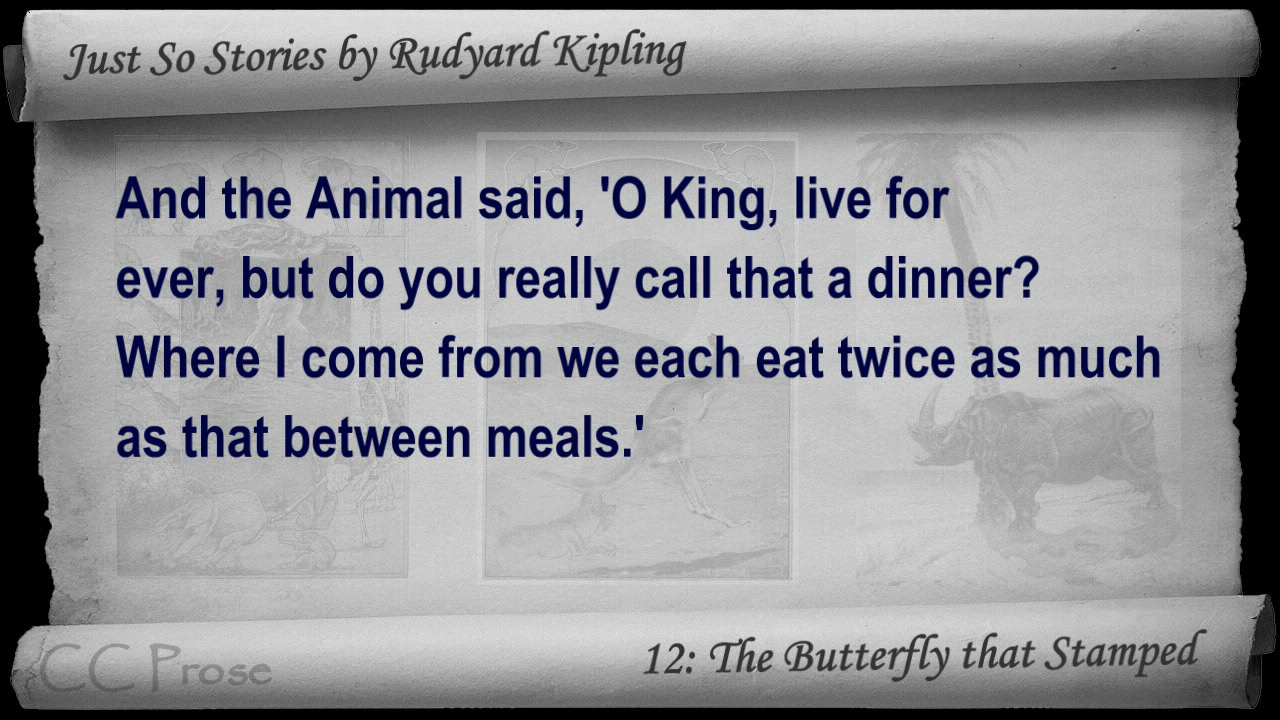 Just So Stories by Rudyard Kipling
And the Animal said, 'O King, live for
ever, but do you really call that a dinner?
Where I come from we each eat twice as much
as that between meals.'
CC Prose
12: The Butterfly that Stamped